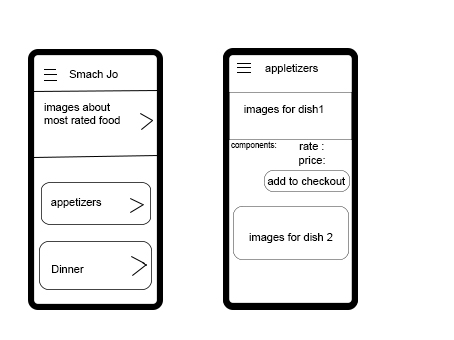 Smach Jo
images about
most rated food
appetizers
Dinner
appletizers
images for dish1
components:
rate :
price:
add to checkout
images for dish 2